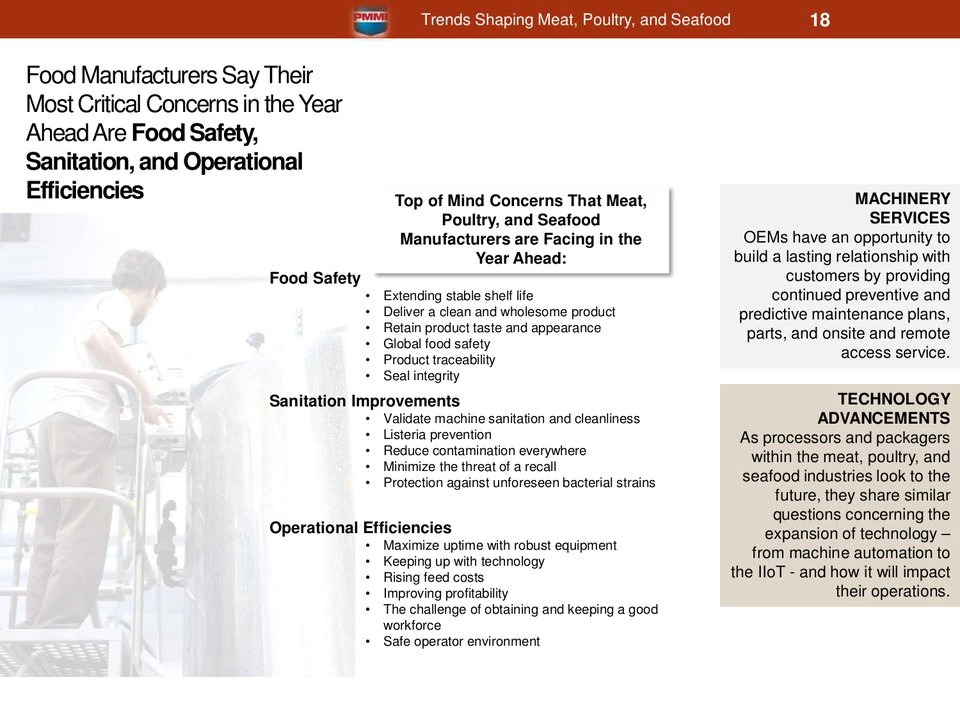 PMMI
Trends Shaping Meat, Poultry, and Seafood
18
Food Manufacturers Say Their
Most Critical Concerns in the Year
Ahead Are Food Safety,
Sanitation, and Operational
Efficiencies
Top of Mind Concerns That Meat,
Poultry, and Seafood
Manufacturers are Facing in the
Year Ahead:
Food Safety
• Extending stable shelf life
• Deliver a clean and wholesome product
• Retain product taste and appearance
• Global food safety
• Product traceability
• Seal integrity
Sanitation Improvements
• Validate machine sanitation and cleanliness
• Listeria prevention
• Reduce contamination everywhere
• Minimize the threat of a recall
• Protection against unforeseen bacterial strains
Operational Efficiencies
• Maximize uptime with robust equipment
• Keeping up with technology
• Rising feed costs
• Improving profitability
• The challenge of obtaining and keeping a good
workforce
• Safe operator environment
MACHINERY
SERVICES
OEMs have an opportunity to
build a lasting relationship with
customers by providing
continued preventive and
predictive maintenance plans,
parts, and onsite and remote
access service.
TECHNOLOGY
ADVANCEMENTS
As processors and packagers
within the meat, poultry, and
seafood industries look to the
future, they share similar
questions concerning the
expansion of technology –
from machine automation to
the IIoT - and how it will impact
their operations.